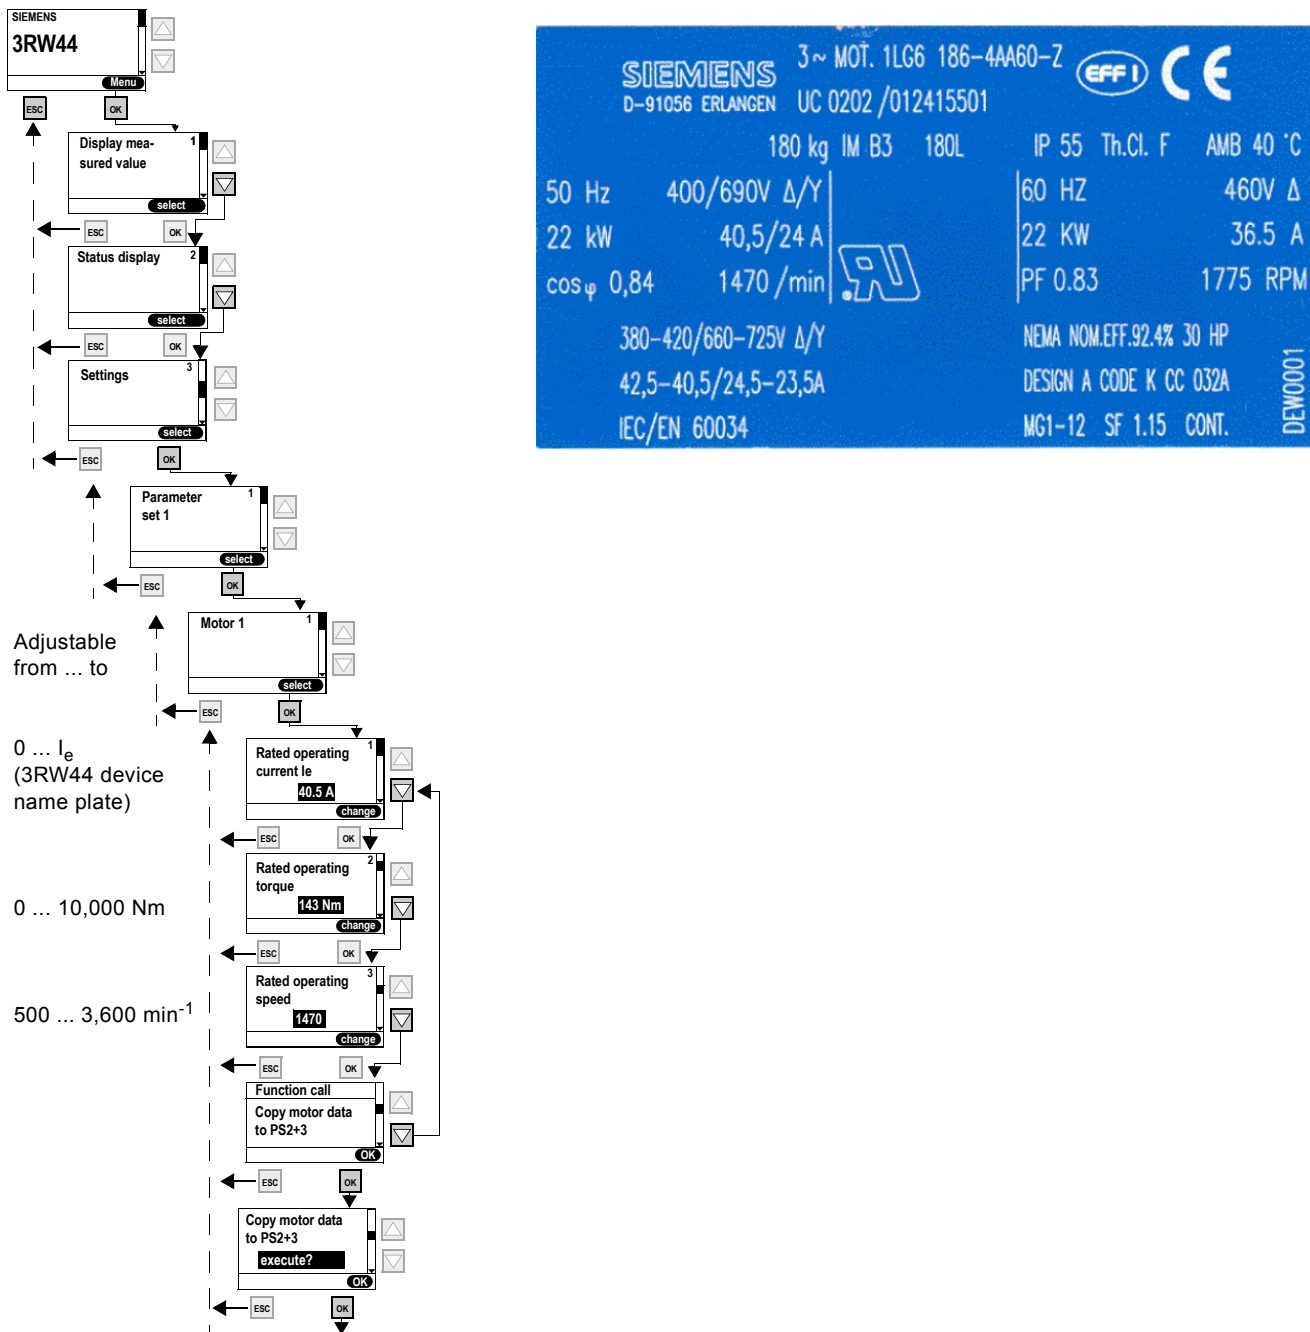 SIEMENS
3RW44
Menu
ESC
OK
Display mea-
sured value
1
select
ESC
OK
Status display
2
select
ESC
OK
Settings
3
select
ESC
OK
Parameter
set 1
1
select
ESC
OK
Motor 1
1
select
ESC
OK
Adjustable
from ... to
0 ... Ie
(3RW44 device
name plate)
Rated operating
current Ie
1
40.5 A
change
ESC
OK
0 ... 10,000 Nm
Rated operating
torque
2
143 Nm
change
ESC
OK
500 ... 3,600 min-1
Rated operating
speed
3
1470
change
ESC
OK
Function call
Copy motor data
to PS2+3
OK
ESC
OK
Copy motor data
to PS2+3
execute?
OK
ESC
OK
SIEMENS
D-91056 ERLANGEN
3~ MOT. 1LG6 186-4AA60-Z
UC 0202 /012415501
EFF 1
CE
180 kg IM B3 180L IP 55 Th.Cl. F AMB 40 °C
50 Hz 400/690V Δ/Y
22 kW 40,5/24 A
cosφ 0,84 1470 /min
380-420/660-725V Δ/Y
42,5-40,5/24,5-23,5A
IEC/EN 60034
60 HZ 460V Δ
22 KW 36.5 A
PF 0.83 1775 RPM
NEMA NOM.EFF.92.4% 30 HP
DESIGN A CODE K CC 032A
MG1-12 SF 1.15 CONT.
DEW0001